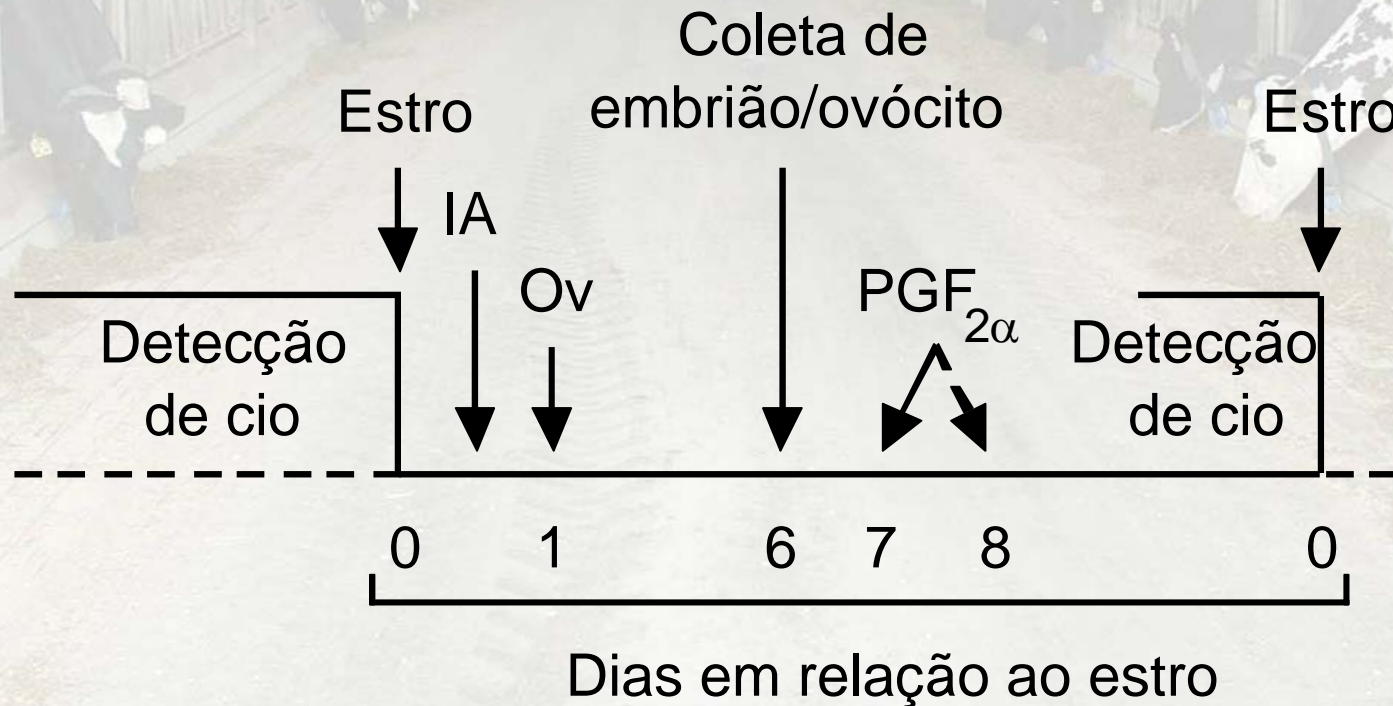 Coleta de
embrião/ovócito
Estro
Estro
IA
Ov
PGF2α
Detecção
de cio
Detecção
de cio
0 1 6 7 8 0
Dias em relação ao estro